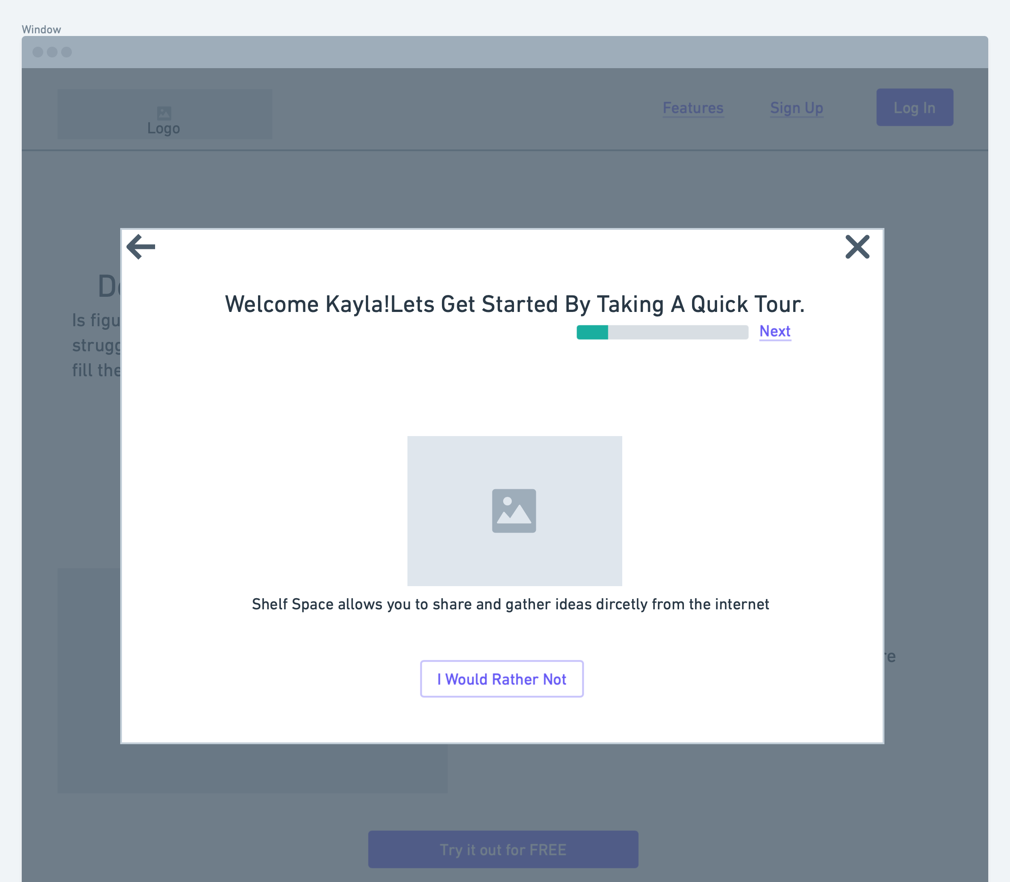 Window
Logo
Features
Sign Up
Log In
Welcome Kayla!Lets Get Started By Taking A Quick Tour.
Next
Is figu
strugg
fill the
Shelf Space allows you to share and gather ideas dircetly from the internet
I Would Rather Not
Try it out for FREE